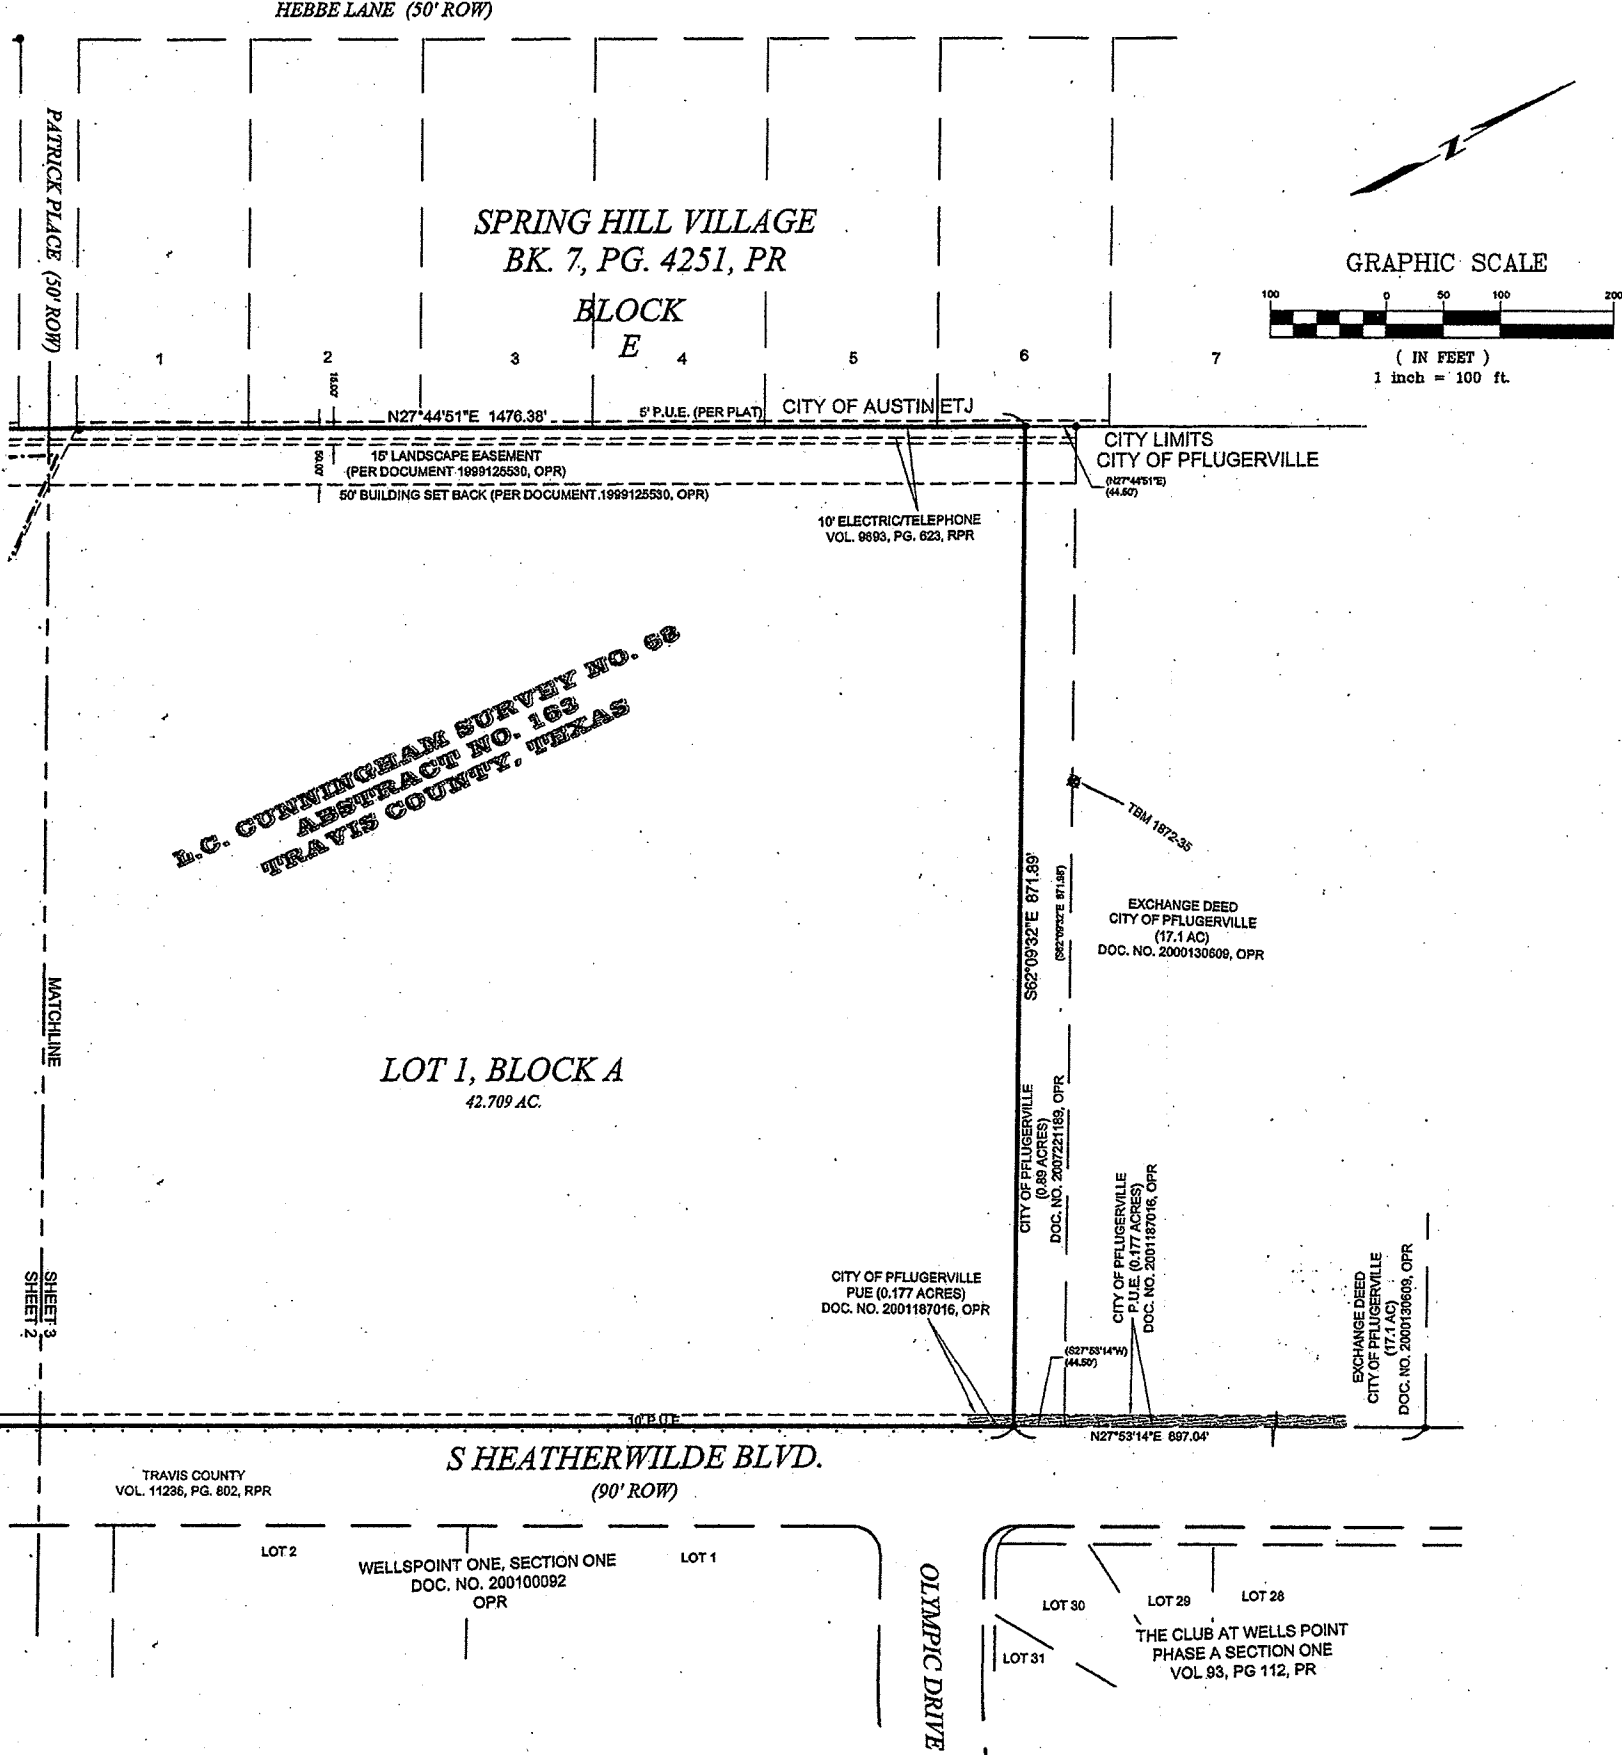 HEBBE LANE (50' ROW)
PATRICK PLACE (50' ROW)
SPRING HILL VILLAGE
BK. 7, PG. 4251, PR
BLOCK
E
1
2
3
4
5
6
7
N
GRAPHIC SCALE
100
0
50
100
200
( IN FEET )
1 inch = 100 ft.
N27°44'51"E 1476.38'
5' P.U.E. (PER PLAT)
CITY OF AUSTIN ETJ
CITY LIMITS
CITY OF PFLUGERVILLE
(N27°44'51"E)
(44.50')
15' LANDSCAPE EASEMENT
(PER DOCUMENT 1999125530, OPR)
50.00'
50' BUILDING SET BACK (PER DOCUMENT 1999125530, OPR)
10' ELECTRIC/TELEPHONE
VOL. 9693, PG. 623, RPR
L.C. CUNNINGHAM SURVEY NO. 68
ABSTRACT NO. 163
TRAVIS COUNTY, TEXAS
TBM 1872-35
S62°09'32"E 871.89'
(S62°09'32"E 871.98')
EXCHANGE DEED
CITY OF PFLUGERVILLE
(17.1 AC)
DOC. NO. 2000130609, OPR
MATCHLINE
LOT 1, BLOCK A
42.709 AC.
CITY OF PFLUGERVILLE
(0.89 ACRES)
DOC. NO. 2007221189, OPR
CITY OF PFLUGERVILLE
P.U.E. (0.177 ACRES)
DOC. NO. 2001187016, OPR
SHEET 3
SHEET 2
CITY OF PFLUGERVILLE
PUE (0.177 ACRES)
DOC. NO. 2001187016, OPR
EXCHANGE DEED
CITY OF PFLUGERVILLE
(17.1 AC)
DOC. NO. 2000130609, OPR
(S27°53'14"W)
(44.50')
10' P.U.E.
N27°53'14"E 897.04'
S HEATHERWILDE BLVD.
(90' ROW)
TRAVIS COUNTY
VOL. 11236, PG. 802, RPR
LOT 2
WELLSPOINT ONE, SECTION ONE
DOC. NO. 200100092
OPR
LOT 1
OLYMPIC DRIVE
LOT 30
LOT 29
LOT 28
LOT 31
THE CLUB AT WELLS POINT
PHASE A SECTION ONE
VOL 93, PG 112, PR